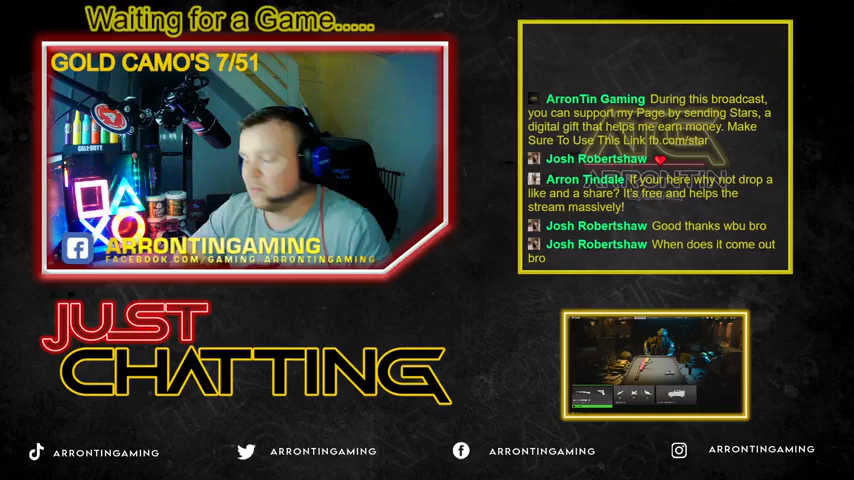 Waiting for a Game.....
GOLD CAMO'S 7/51
CALL OF DUTY
ARRONTINGAMING
FACEBOOK.COM/GAMING/ARRONTINGAMING
ArronTin Gaming During this broadcast,
you can support my Page by sending Stars, a
digital gift that helps me earn money. Make
Sure To Use This Link fb.com/star
Josh Robertshaw ❤
Arron Tindale If your here why not drop a
like and a share? It's free and helps the
stream massively!
Josh Robertshaw Good thanks wbu bro
Josh Robertshaw When does it come out
bro
ARRONTIN
JUST
CHATTING
ARRONTINGAMING
ARRONTINGAMING
ARRONTINGAMING
ARRONTINGAMING